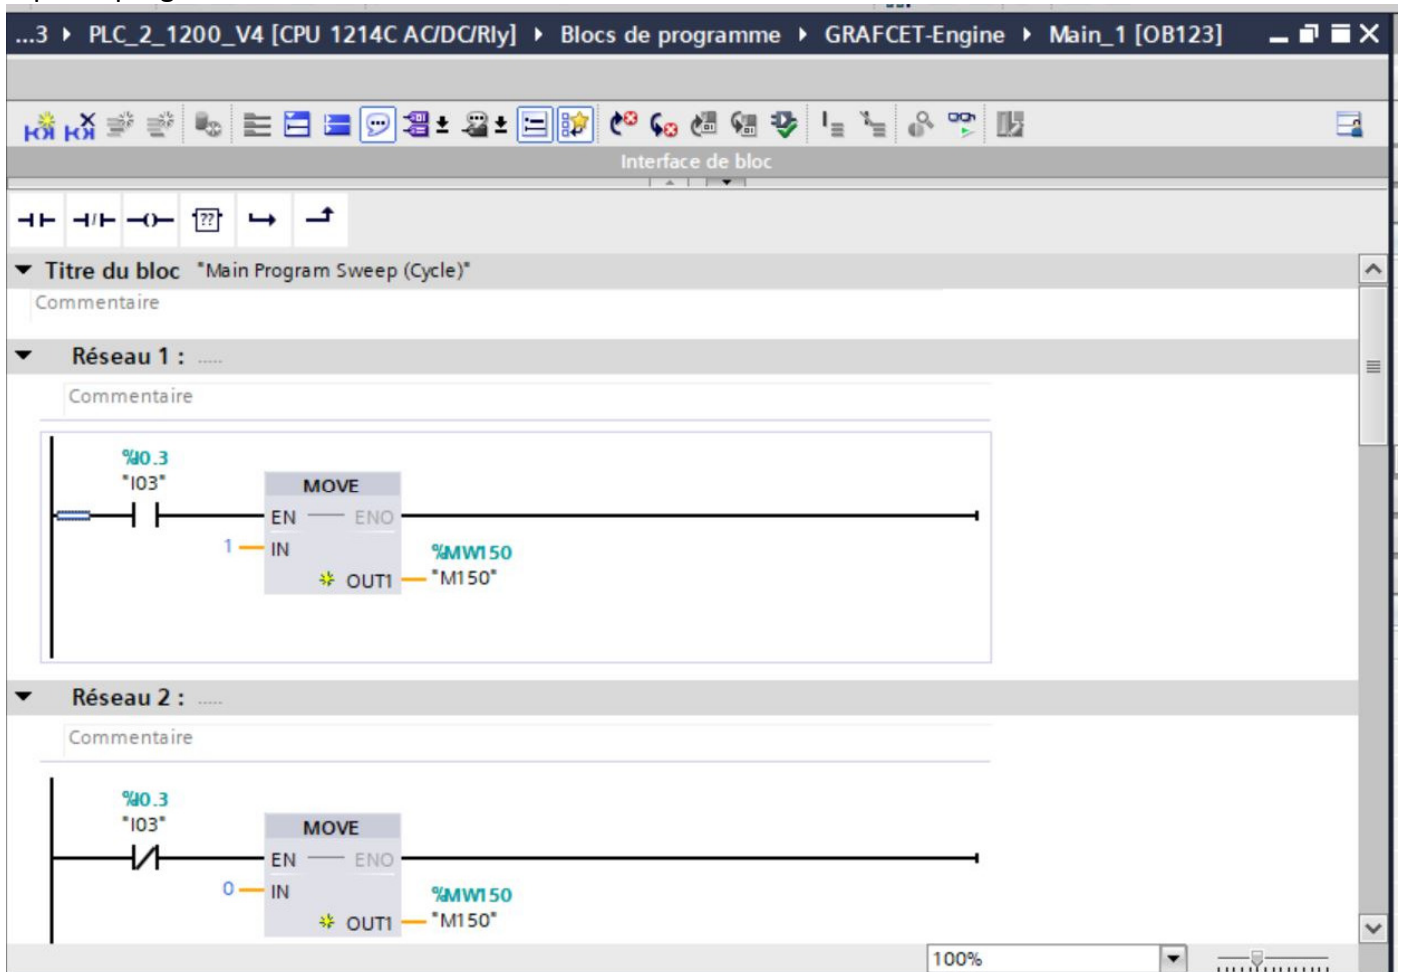 ...3 ▸ PLC_2_1200_V4 [CPU 1214C AC/DC/Rly] ▸ Blocs de programme ▸ GRAFCET-Engine ▸ Main_1 [OB123]
Interface de bloc
??
Titre du bloc "Main Program Sweep (Cycle)"
Commentaire
Réseau 1 : .....
Commentaire
%I0.3
"I03"
MOVE
EN ENO
1 IN
%MW150
OUT1 "M150"
Réseau 2 : .....
Commentaire
%I0.3
"I03"
MOVE
EN ENO
0 IN
%MW150
OUT1 "M150"
100%